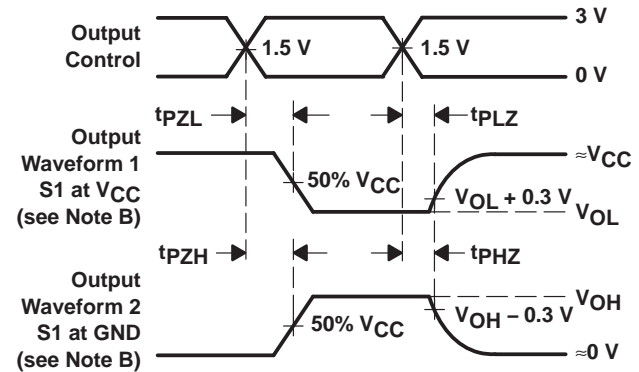 Output
Control
3 V
1.5 V
1.5 V
0 V
tPZL
tPLZ
Output
Waveform 1
S1 at VCC
(see Note B)
≈VCC
50% VCC
VOL + 0.3 V
VOL
tPZH
tPHZ
Output
Waveform 2
S1 at GND
(see Note B)
VOH
50% VCC
VOH – 0.3 V
≈0 V